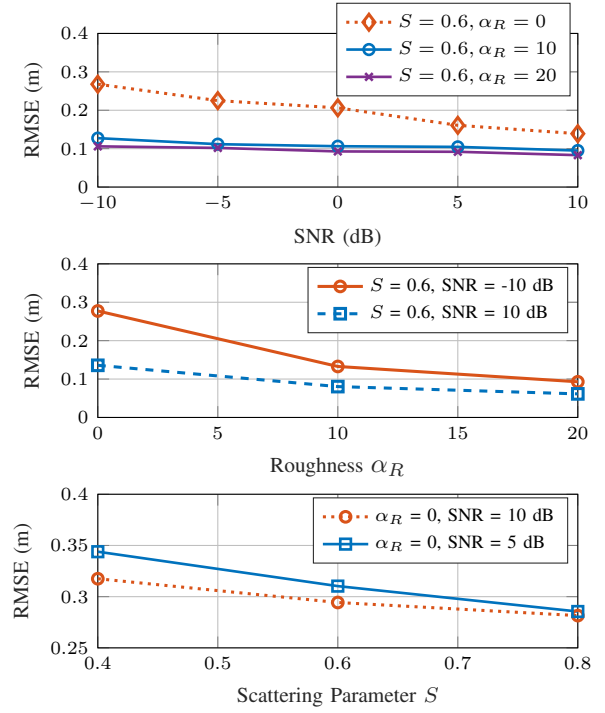 S = 0.6, α_R = 0
S = 0.6, α_R = 10
S = 0.6, α_R = 20
RMSE (m)
0.4
0.3
0.2
0.1
0
−10 −5 0 5 10
SNR (dB)
S = 0.6, SNR = -10 dB
S = 0.6, SNR = 10 dB
RMSE (m)
0.4
0.3
0.2
0.1
0
0 5 10 15 20
Roughness α_R
α_R = 0, SNR = 10 dB
α_R = 0, SNR = 5 dB
RMSE (m)
0.4
0.35
0.3
0.25
0.4 0.5 0.6 0.7 0.8
Scattering Parameter S